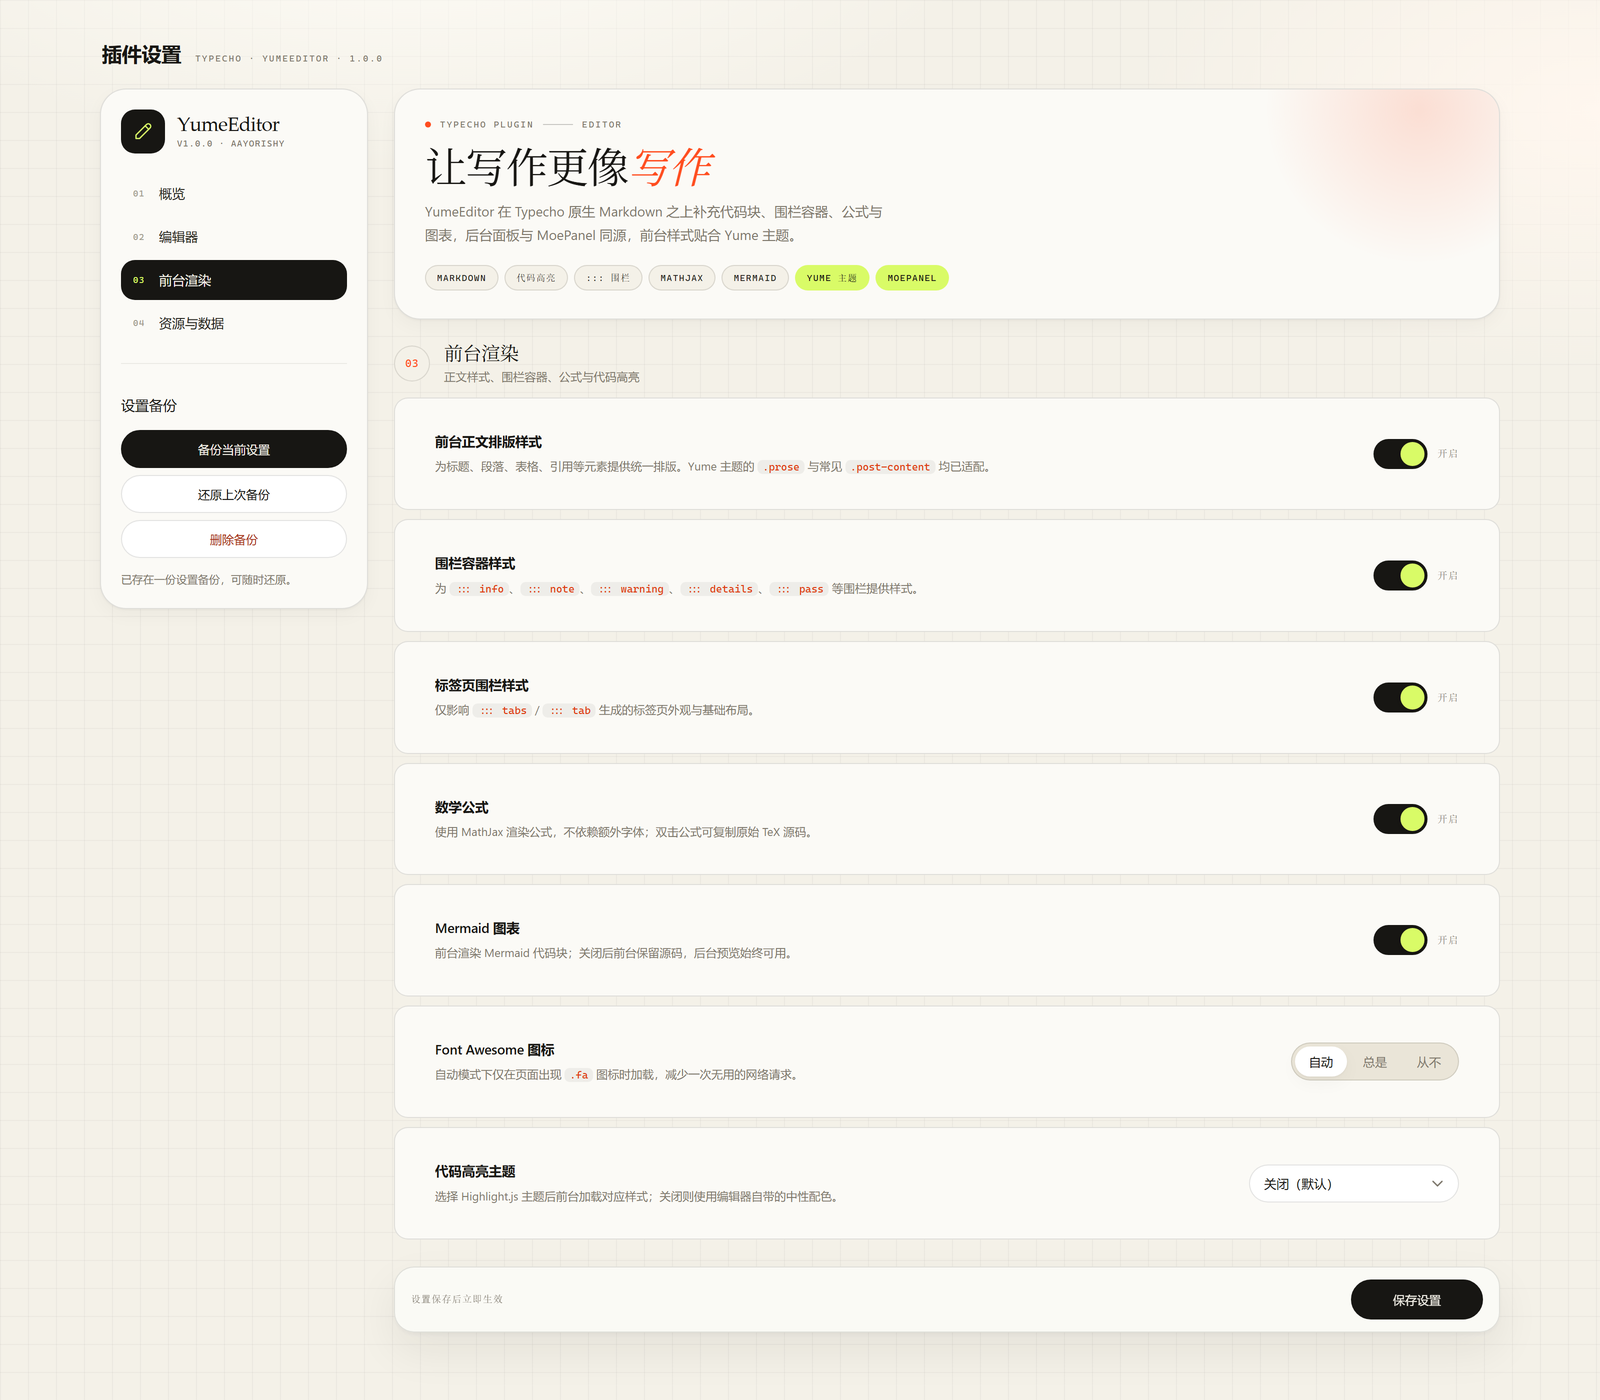 插件设置 TYPECHO · YUMEEDITOR · 1.0.0
YumeEditor
V1.0.0 · AAYORISHY
01 概览
02 编辑器
03 前台渲染
04 资源与数据
设置备份
备份当前设置
还原上次备份
删除备份
已存在一份设置备份，可随时还原。
TYPECHO PLUGIN EDITOR
让写作更像写作
YumeEditor 在 Typecho 原生 Markdown 之上补充代码块、围栏容器、公式与
图表，后台面板与 MoePanel 同源，前台样式贴合 Yume 主题。
MARKDOWN 代码高亮 ::: 围栏 MATHJAX MERMAID YUME 主题 MOEPANEL
03 前台渲染
正文样式、围栏容器、公式与代码高亮
前台正文排版样式
为标题、段落、表格、引用等元素提供统一排版。Yume 主题的 .prose 与常见 .post-content 均已适配。
开启
围栏容器样式
为 ::: info、::: note、::: warning、::: details、::: pass 等围栏提供样式。
开启
标签页围栏样式
仅影响 ::: tabs / ::: tab 生成的标签页外观与基础布局。
开启
数学公式
使用 MathJax 渲染公式，不依赖额外字体；双击公式可复制原始 TeX 源码。
开启
Mermaid 图表
前台渲染 Mermaid 代码块；关闭后前台保留源码，后台预览始终可用。
开启
Font Awesome 图标
自动模式下仅在页面出现 .fa 图标时加载，减少一次无用的网络请求。
自动 总是 从不
代码高亮主题
选择 Highlight.js 主题后前台加载对应样式；关闭则使用编辑器自带的中性配色。
关闭（默认）
设置保存后立即生效
保存设置